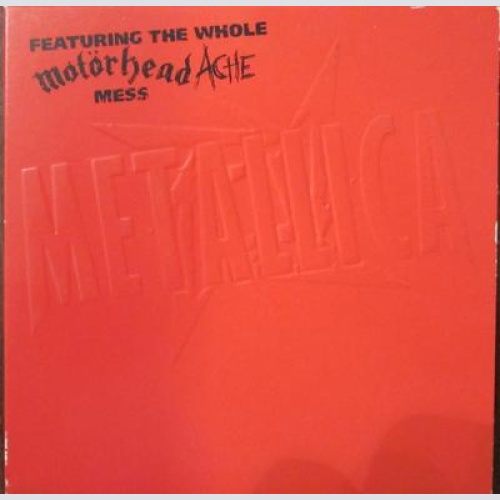 FEATURING THE WHOLE
motörhead ACHE
MESS
METALLICA